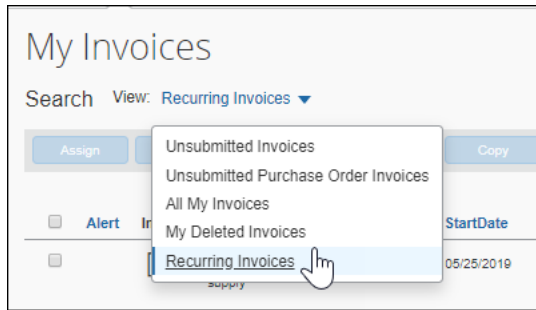 My Invoices
Search View: Recurring Invoices
Assign Copy
Unsubmitted Invoices
Unsubmitted Purchase Order Invoices
All My Invoices
My Deleted Invoices
Recurring Invoices
Alert StartDate
05/25/2019
supply